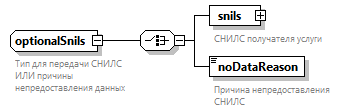 optionalSnils
Тип для передачи СНИЛС
ИЛИ причины
непредоставления данных
snils
СНИЛС получателя услуги
noDataReason
Причина непредоставления
СНИЛС